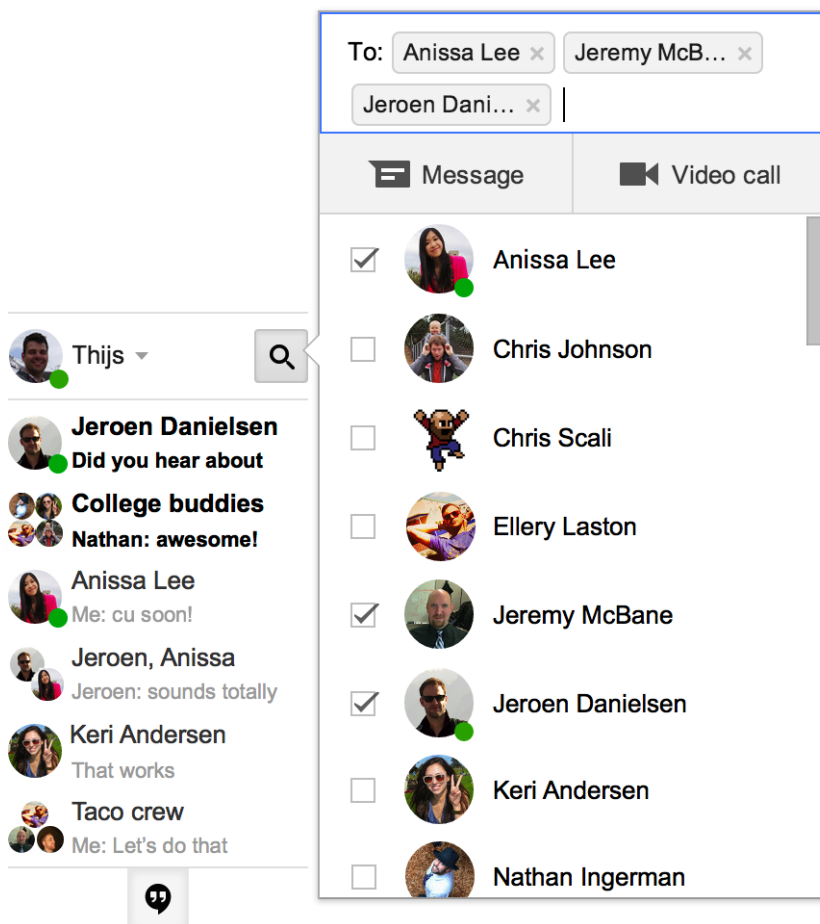 To: Anissa Lee × Jeremy McB... ×
Jeroen Dani... ×
Message Video call
Anissa Lee
Chris Johnson
Chris Scali
Ellery Laston
Jeremy McBane
Jeroen Danielsen
Keri Andersen
Nathan Ingerman
Thijs
Jeroen Danielsen
Did you hear about
College buddies
Nathan: awesome!
Anissa Lee
Me: cu soon!
Jeroen, Anissa
Jeroen: sounds totally
Keri Andersen
That works
Taco crew
Me: Let's do that